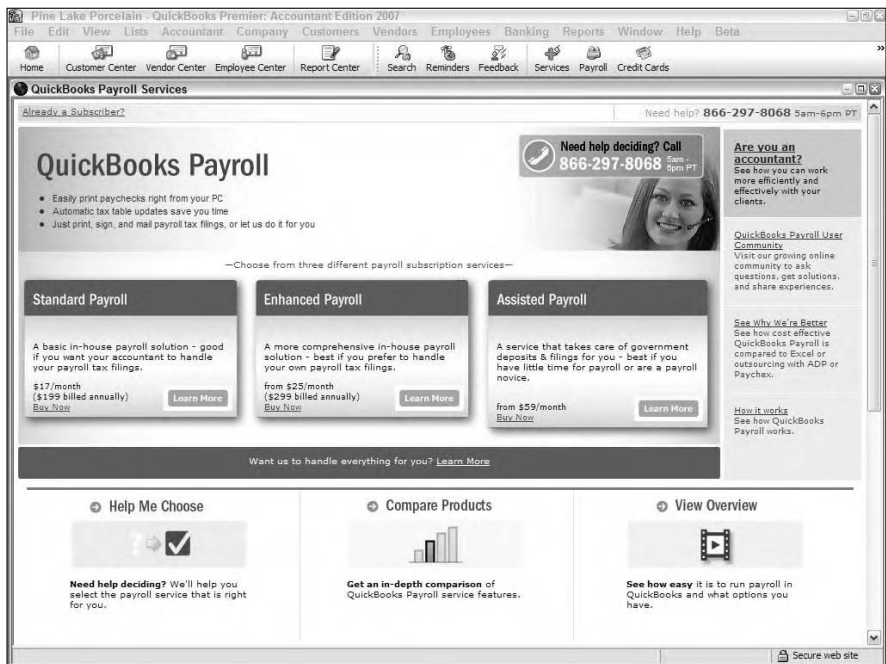 Pine Lake Porcelain - QuickBooks Premier: Accountant Edition 2007
File Edit View Lists Accountant Company Customers Vendors Employees Banking Reports Window Help Beta
Home Customer Center Vendor Center Employee Center Report Center Search Reminders Feedback Services Payroll Credit Cards »
QuickBooks Payroll Services
Already a Subscriber?
Need help? 866-297-8068 5am-6pm PT
QuickBooks Payroll
• Easily print paychecks right from your PC
• Automatic tax table updates save you time
• Just print, sign, and mail payroll tax filings, or let us do it for you
Need help deciding? Call
866-297-8068 5am - 6pm PT
—Choose from three different payroll subscription services—
Standard Payroll
A basic in-house payroll solution - good
if you want your accountant to handle
your payroll tax filings.
$17/month
($199 billed annually)
Buy Now
Learn More
Enhanced Payroll
A more comprehensive in-house payroll
solution - best if you prefer to handle
your own payroll tax filings.
from $25/month
($299 billed annually)
Buy Now
Learn More
Assisted Payroll
A service that takes care of government
deposits & filings for you - best if you
have little time for payroll or are a payroll
novice.
from $59/month
Buy Now
Learn More
Want us to handle everything for you? Learn More
Are you an
accountant?
See how you can work
more efficiently and
effectively with your
clients.
QuickBooks Payroll User
Community
Visit our growing online
community to ask
questions, get solutions,
and share experiences.
See Why We're Better
See how cost effective
QuickBooks Payroll is
compared to Excel or
outsourcing with ADP or
Paychex.
How it works
See how QuickBooks
Payroll works.
Help Me Choose
?
Need help deciding? We'll help you
select the payroll service that is right
for you.
Compare Products
Get an in-depth comparison of
QuickBooks Payroll service features.
View Overview
See how easy it is to run payroll in
QuickBooks and what options you
have.
Secure web site